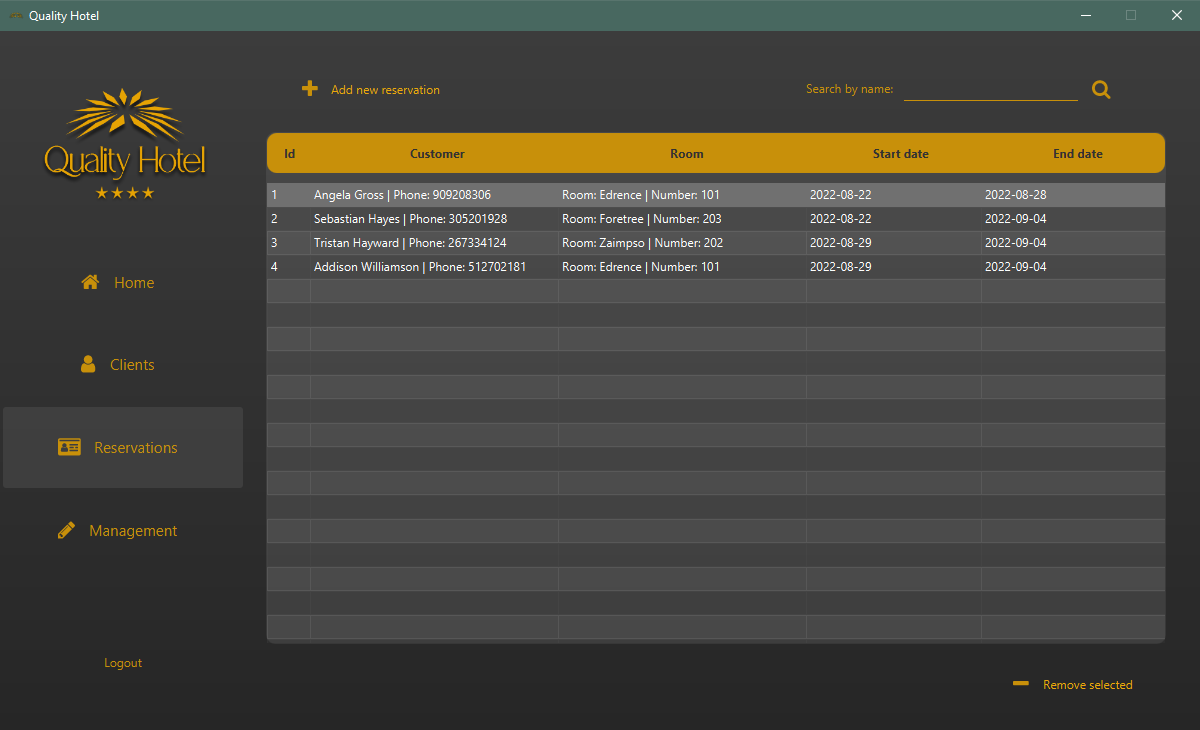 Quality Hotel
Quality Hotel
Add new reservation
Search by name:
Id Customer Room Start date End date
1 Angela Gross | Phone: 909208306 Room: Edrence | Number: 101 2022-08-22 2022-08-28
2 Sebastian Hayes | Phone: 305201928 Room: Foretree | Number: 203 2022-08-22 2022-09-04
3 Tristan Hayward | Phone: 267334124 Room: Zaimpso | Number: 202 2022-08-29 2022-09-04
4 Addison Williamson | Phone: 512702181 Room: Edrence | Number: 101 2022-08-29 2022-09-04
Home
Clients
Reservations
Management
Logout
Remove selected